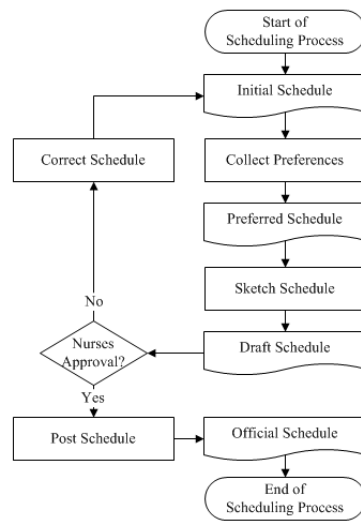 Start of
Scheduling Process
Initial Schedule
Correct Schedule
Collect Preferences
Preferred Schedule
Sketch Schedule
No
Nurses
Approval?
Draft Schedule
Yes
Post Schedule
Official Schedule
End of
Scheduling Process